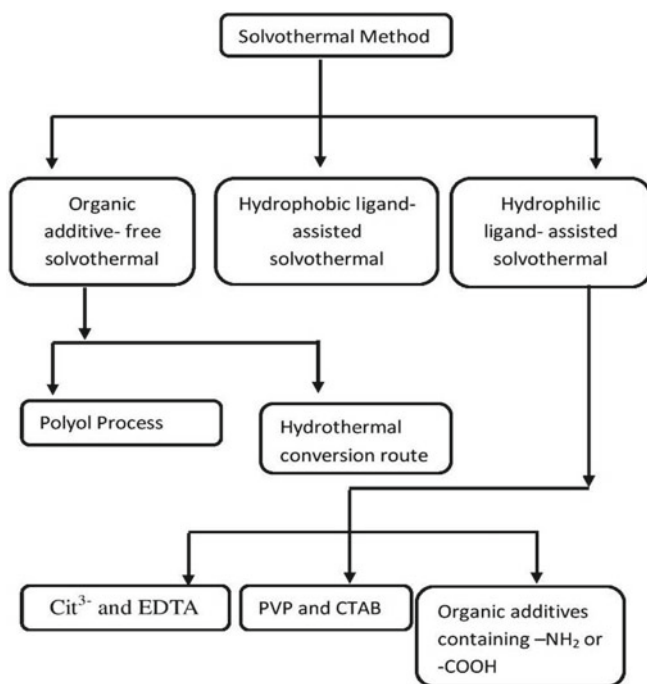 Solvothermal Method
Organic
additive- free
solvothermal
Hydrophobic ligand-
assisted
solvothermal
Hydrophilic
ligand- assisted
solvothermal
Polyol Process
Hydrothermal
conversion route
Cit³⁻ and EDTA
PVP and CTAB
Organic additives
containing –NH₂ or
-COOH